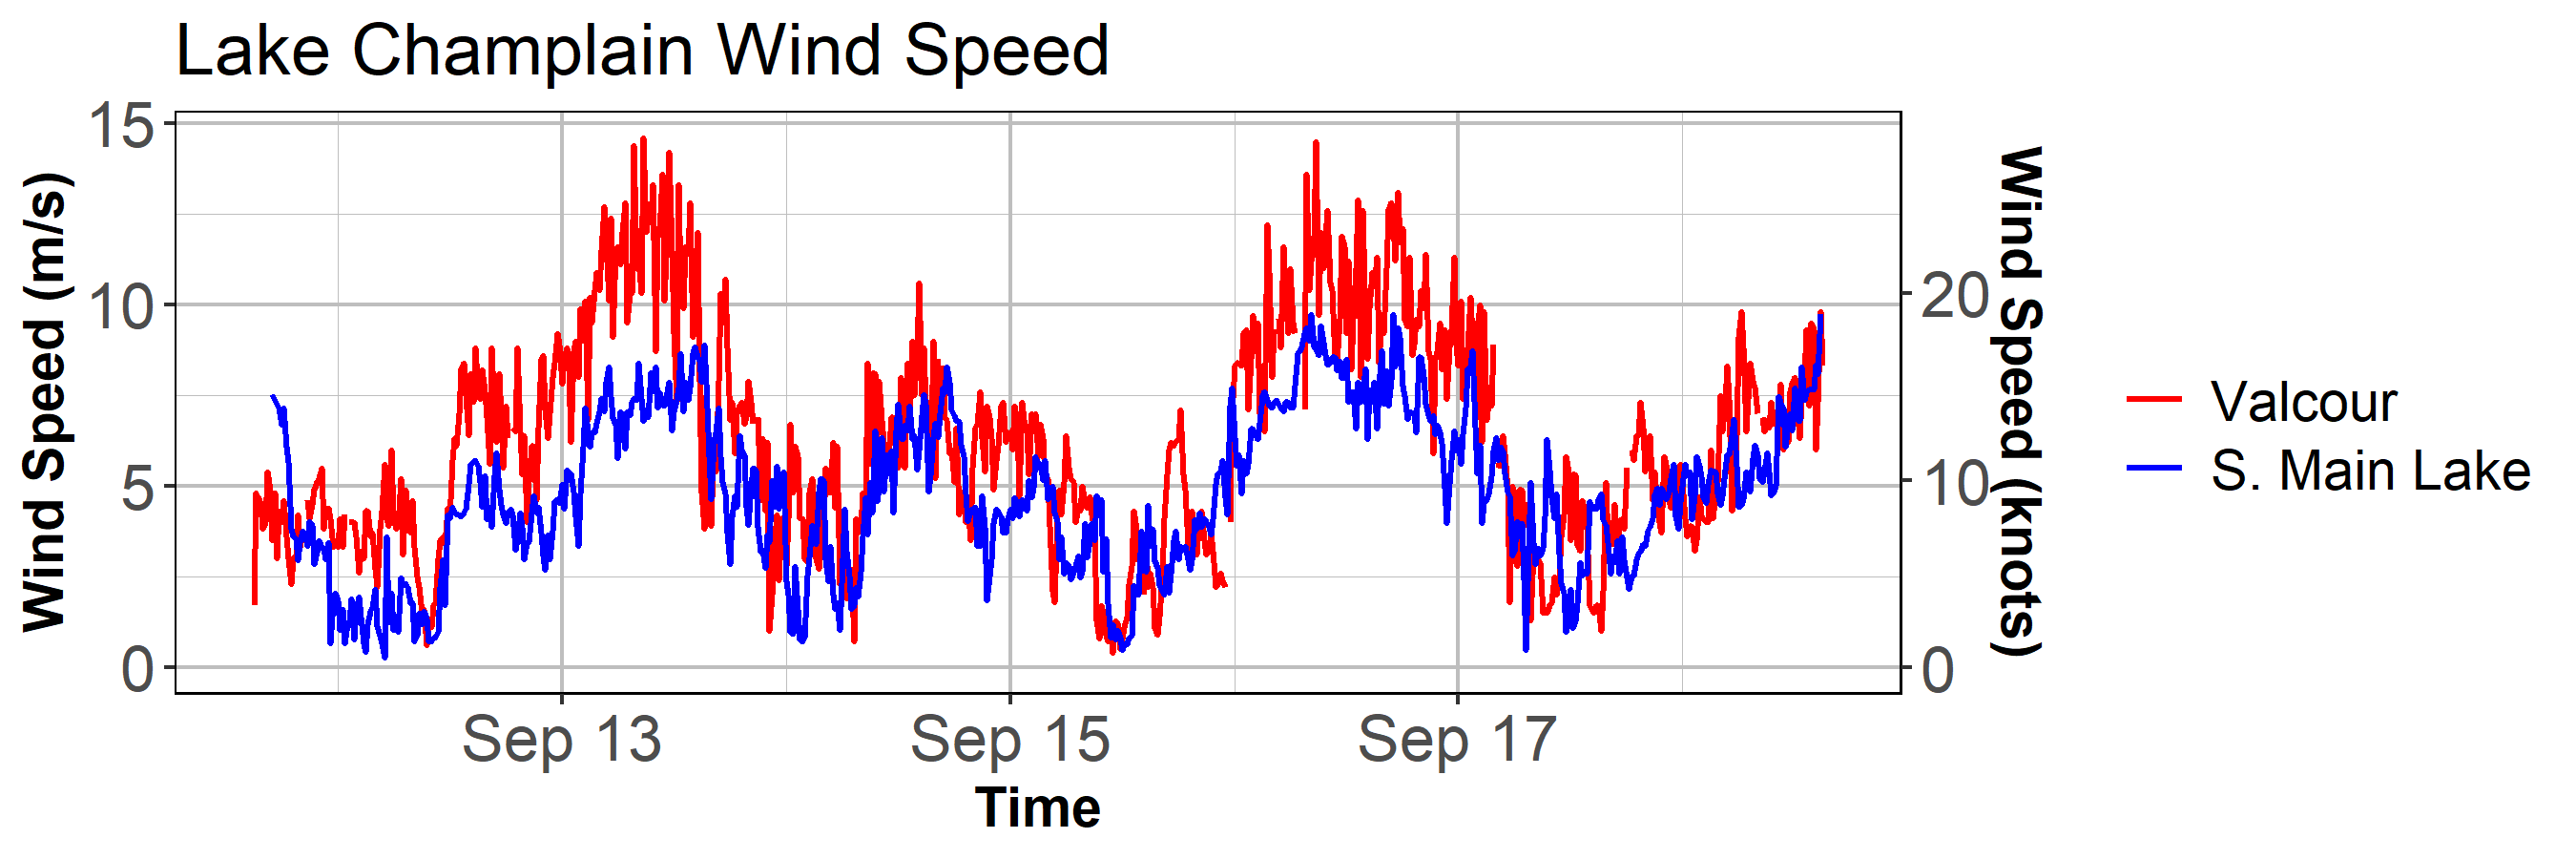 Lake Champlain Wind Speed
Wind Speed (m/s)
15
10
5
0
Wind Speed (knots)
20
10
0
Sep 13
Sep 15
Sep 17
Time
Valcour
S. Main Lake